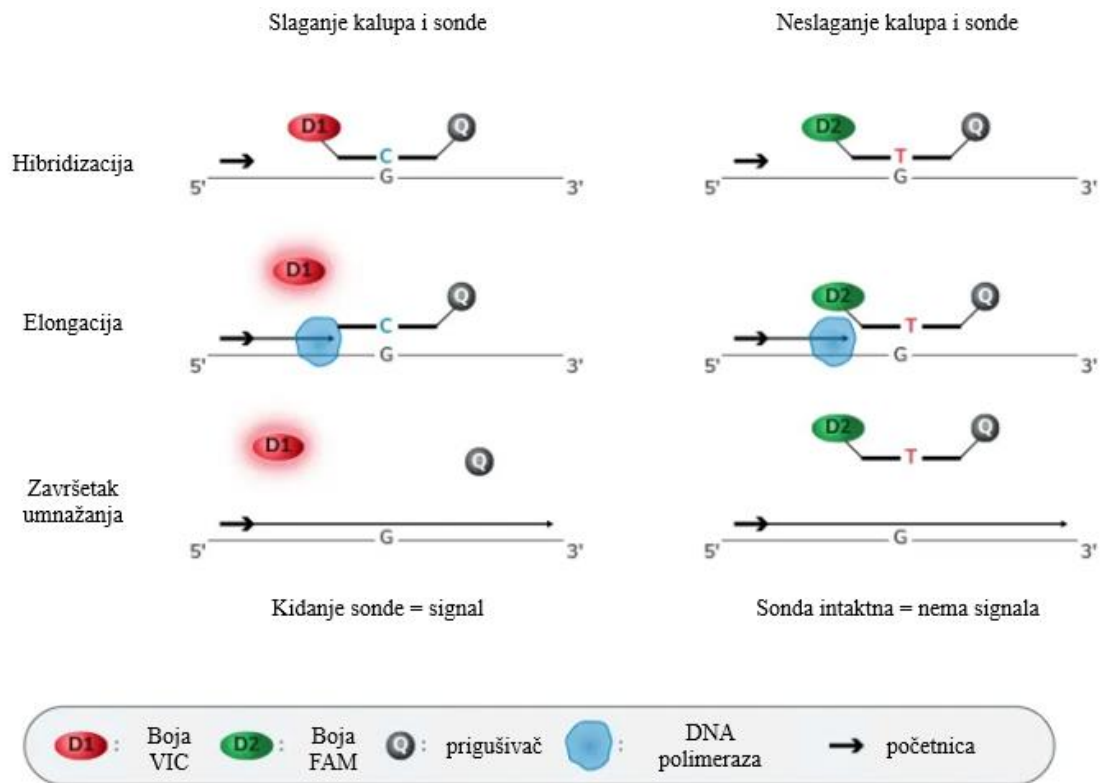 Slaganje kalupa i sonde
Neslaganje kalupa i sonde
Hibridizacija
D1
Q
C
5'
G
3'
D2
Q
T
5'
G
3'
Elongacija
D1
Q
C
5'
G
3'
D2
Q
T
5'
G
3'
Završetak
umnažanja
D1
Q
5'
G
3'
D2
Q
T
5'
G
3'
Kidanje sonde = signal
Sonda intaktna = nema signala
D1 :
Boja
VIC
D2 :
Boja
FAM
Q :
prigušivač
:
DNA
polimeraza
početnica